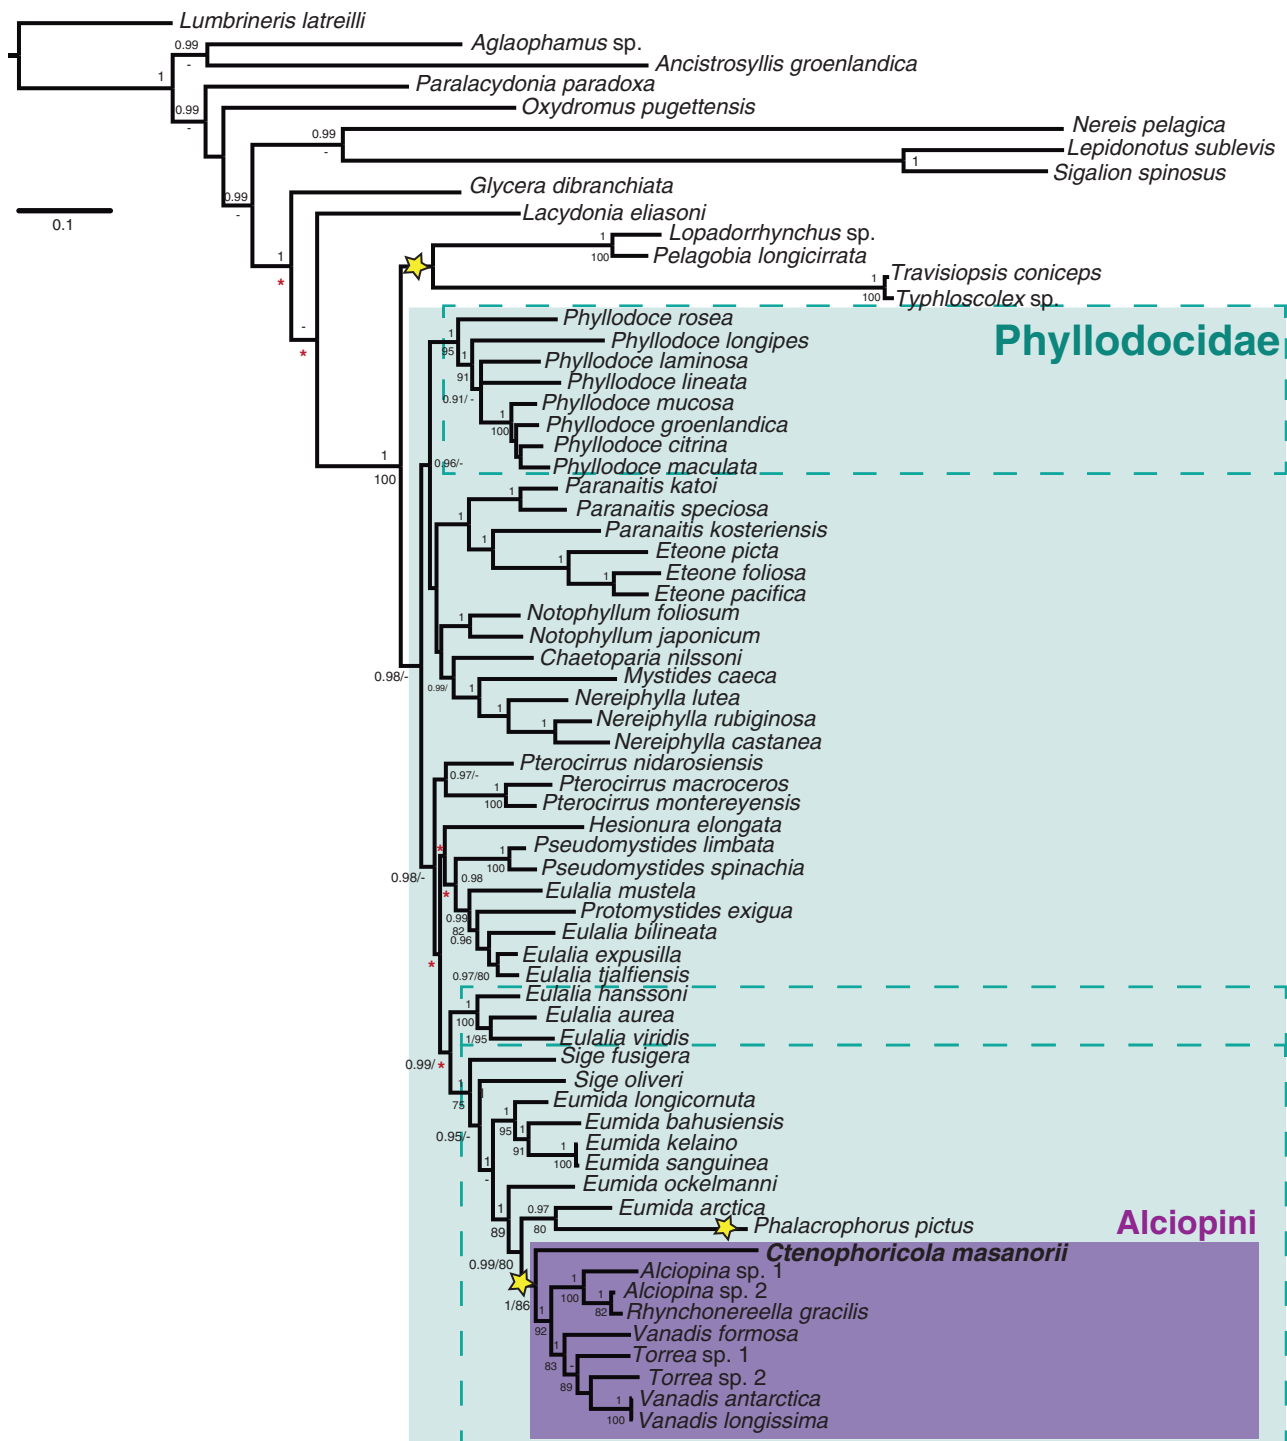 Lumbrineris latreilli
0.99
Aglaophamus sp.
-
Ancistrosyllis groenlandica
1
Paralacydonia paradoxa
0.99
-
Oxydromus pugettensis
Nereis pelagica
0.99
-
Lepidonotus sublevis
1
Sigalion spinosus
Glycera dibranchiata
0.99
-
0.1
Lacydonia eliasoni
1
Lopadorrhynchus sp.
100
Pelagobia longicirrata
1
*
1
Travisiopsis coniceps
100
Typhloscolex sp.
Phyllodocidae
Phyllodoce rosea
-
*
1
95
Phyllodoce longipes
1
91
Phyllodoce laminosa
Phyllodoce lineata
0.91/ -
Phyllodoce mucosa
1
100
Phyllodoce groenlandica
Phyllodoce citrina
1
100
0.96/-
Phyllodoce maculata
Paranaitis katoi
1
Paranaitis speciosa
1
Paranaitis kosteriensis
1
Eteone picta
1
Eteone foliosa
1
Eteone pacifica
Notophyllum foliosum
1
Notophyllum japonicum
Chaetoparia nilssoni
0.98/-
0.99/
Mystides caeca
1
Nereiphylla lutea
1
Nereiphylla rubiginosa
1
Nereiphylla castanea
Pterocirrus nidarosiensis
0.97/-
Pterocirrus macroceros
1
100
Pterocirrus montereyensis
Hesionura elongata
*
Pseudomystides limbata
1
100
Pseudomystides spinachia
0.98/-
0.98
*
Eulalia mustela
Protomystides exigua
0.99
82
Eulalia bilineata
0.96
Eulalia expusilla
*
0.97/80
Eulalia tjalfiensis
Eulalia hanssoni
1
100
Eulalia aurea
1/95
Eulalia viridis
Sige fusigera
0.99/
*
Sige oliveri
1
75
1
Eumida longicornuta
1
95
Eumida bahusiensis
0.95/-
1
91
Eumida kelaino
1
100
Eumida sanguinea
1
-
Eumida ockelmanni
1
89
Eumida arctica
0.97
80
Phalacrophorus pictus
Alciopini
Ctenophoricola masanorii
0.99/80
Alciopina sp. 1
1
100
Alciopina sp. 2
1
82
Rhynchonereella gracilis
1/86
1
92
Vanadis formosa
1
83
Torrea sp. 1
-
89
Torrea sp. 2
Vanadis antarctica
1
100
Vanadis longissima